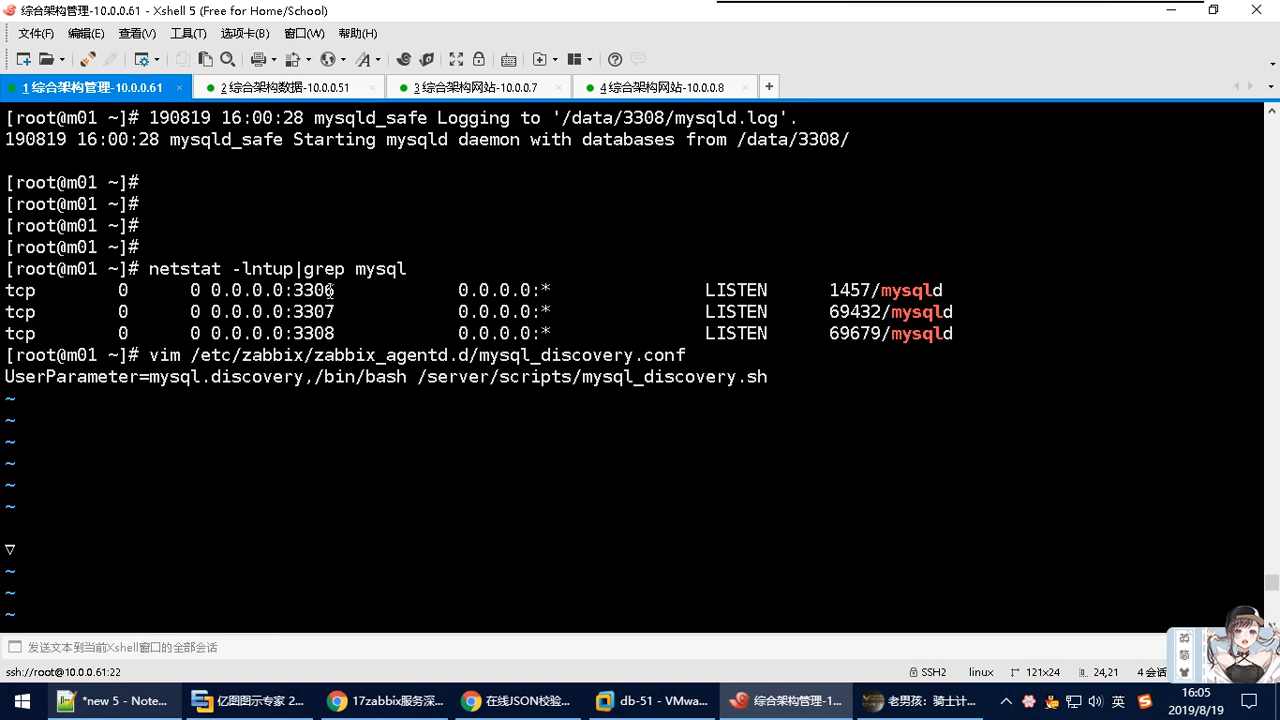 综合架构管理-10.0.0.61 - Xshell 5 (Free for Home/School)
文件(F) 编辑(E) 查看(V) 工具(T) 选项卡(B) 窗口(W) 帮助(H)
1 综合架构管理-10.0.0.61 × 2 综合架构数据-10.0.0.51 × 3 综合架构网站-10.0.0.7 × 4 综合架构网站-10.0.0.8 × +
[root@m01 ~]# 190819 16:00:28 mysqld_safe Logging to '/data/3308/mysqld.log'.
190819 16:00:28 mysqld_safe Starting mysqld daemon with databases from /data/3308/
[root@m01 ~]#
[root@m01 ~]#
[root@m01 ~]#
[root@m01 ~]#
[root@m01 ~]# netstat -lntup|grep mysql
tcp 0 0 0.0.0.0:3306 0.0.0.0:* LISTEN 1457/mysqld
tcp 0 0 0.0.0.0:3307 0.0.0.0:* LISTEN 69432/mysqld
tcp 0 0 0.0.0.0:3308 0.0.0.0:* LISTEN 69679/mysqld
[root@m01 ~]# vim /etc/zabbix/zabbix_agentd.d/mysql_discovery.conf
UserParameter=mysql.discovery,/bin/bash /server/scripts/mysql_discovery.sh
~
~
~
~
~
~
▽
~
~
~
发送文本到当前Xshell窗口的全部会话
ssh://root@10.0.0.61:22 SSH2 linux 121x24 24,21 4 会话
英
简
*new 5 - Note... 亿图图示专家 2... 17zabbix服务深... 在线JSON校验... db-51 - VMwa... 综合架构管理-1... 老男孩：骑士计... 英 16:05
2019/8/19